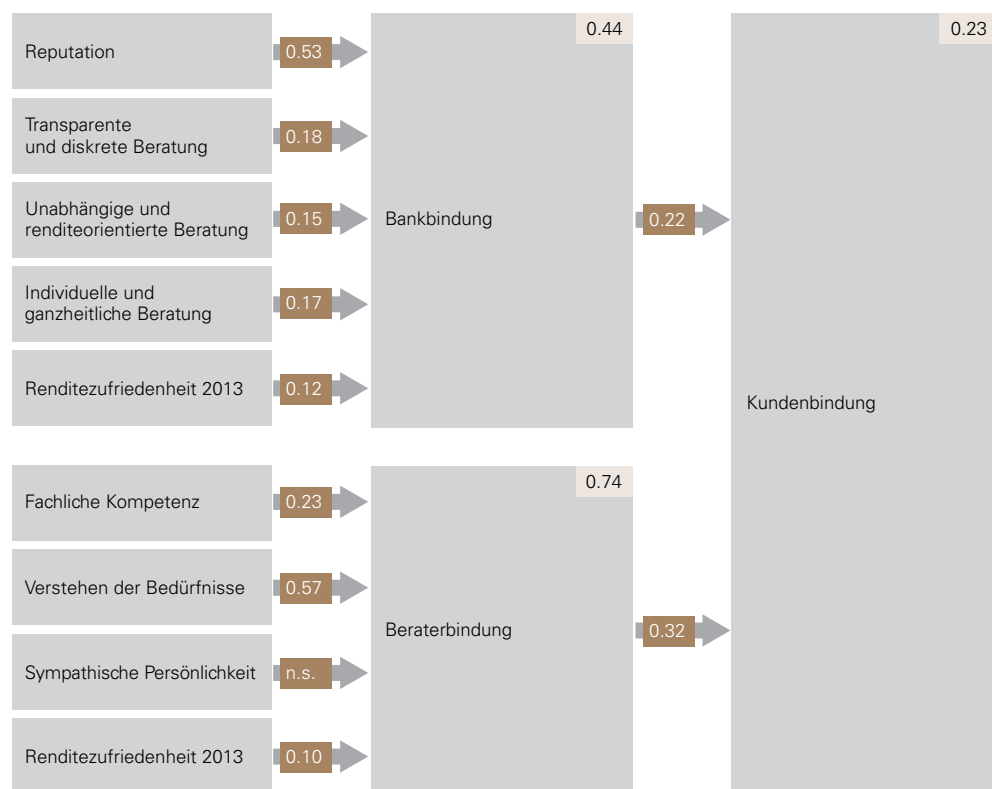 0.44
0.23
Reputation
0.53
Transparente
und diskrete Beratung
0.18
Unabhängige und
renditeorientierte Beratung
0.15
Bankbindung
0.22
Individuelle und
ganzheitliche Beratung
0.17
Renditezufriedenheit 2013
0.12
Kundenbindung
0.74
Fachliche Kompetenz
0.23
Verstehen der Bedürfnisse
0.57
Beraterbindung
0.32
Sympathische Persönlichkeit
n.s.
Renditezufriedenheit 2013
0.10